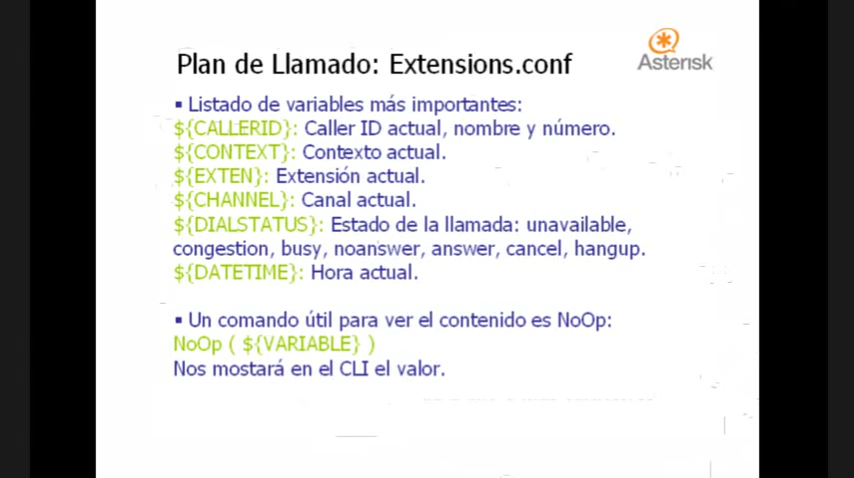 Plan de Llamado: Extensions.conf
Asterisk
▪ Listado de variables más importantes:
${CALLERID}: Caller ID actual, nombre y número.
${CONTEXT}: Contexto actual.
${EXTEN}: Extensión actual.
${CHANNEL}: Canal actual.
${DIALSTATUS}: Estado de la llamada: unavailable,
congestion, busy, noanswer, answer, cancel, hangup.
${DATETIME}: Hora actual.
▪ Un comando útil para ver el contenido es NoOp:
NoOp ( ${VARIABLE} )
Nos mostará en el CLI el valor.